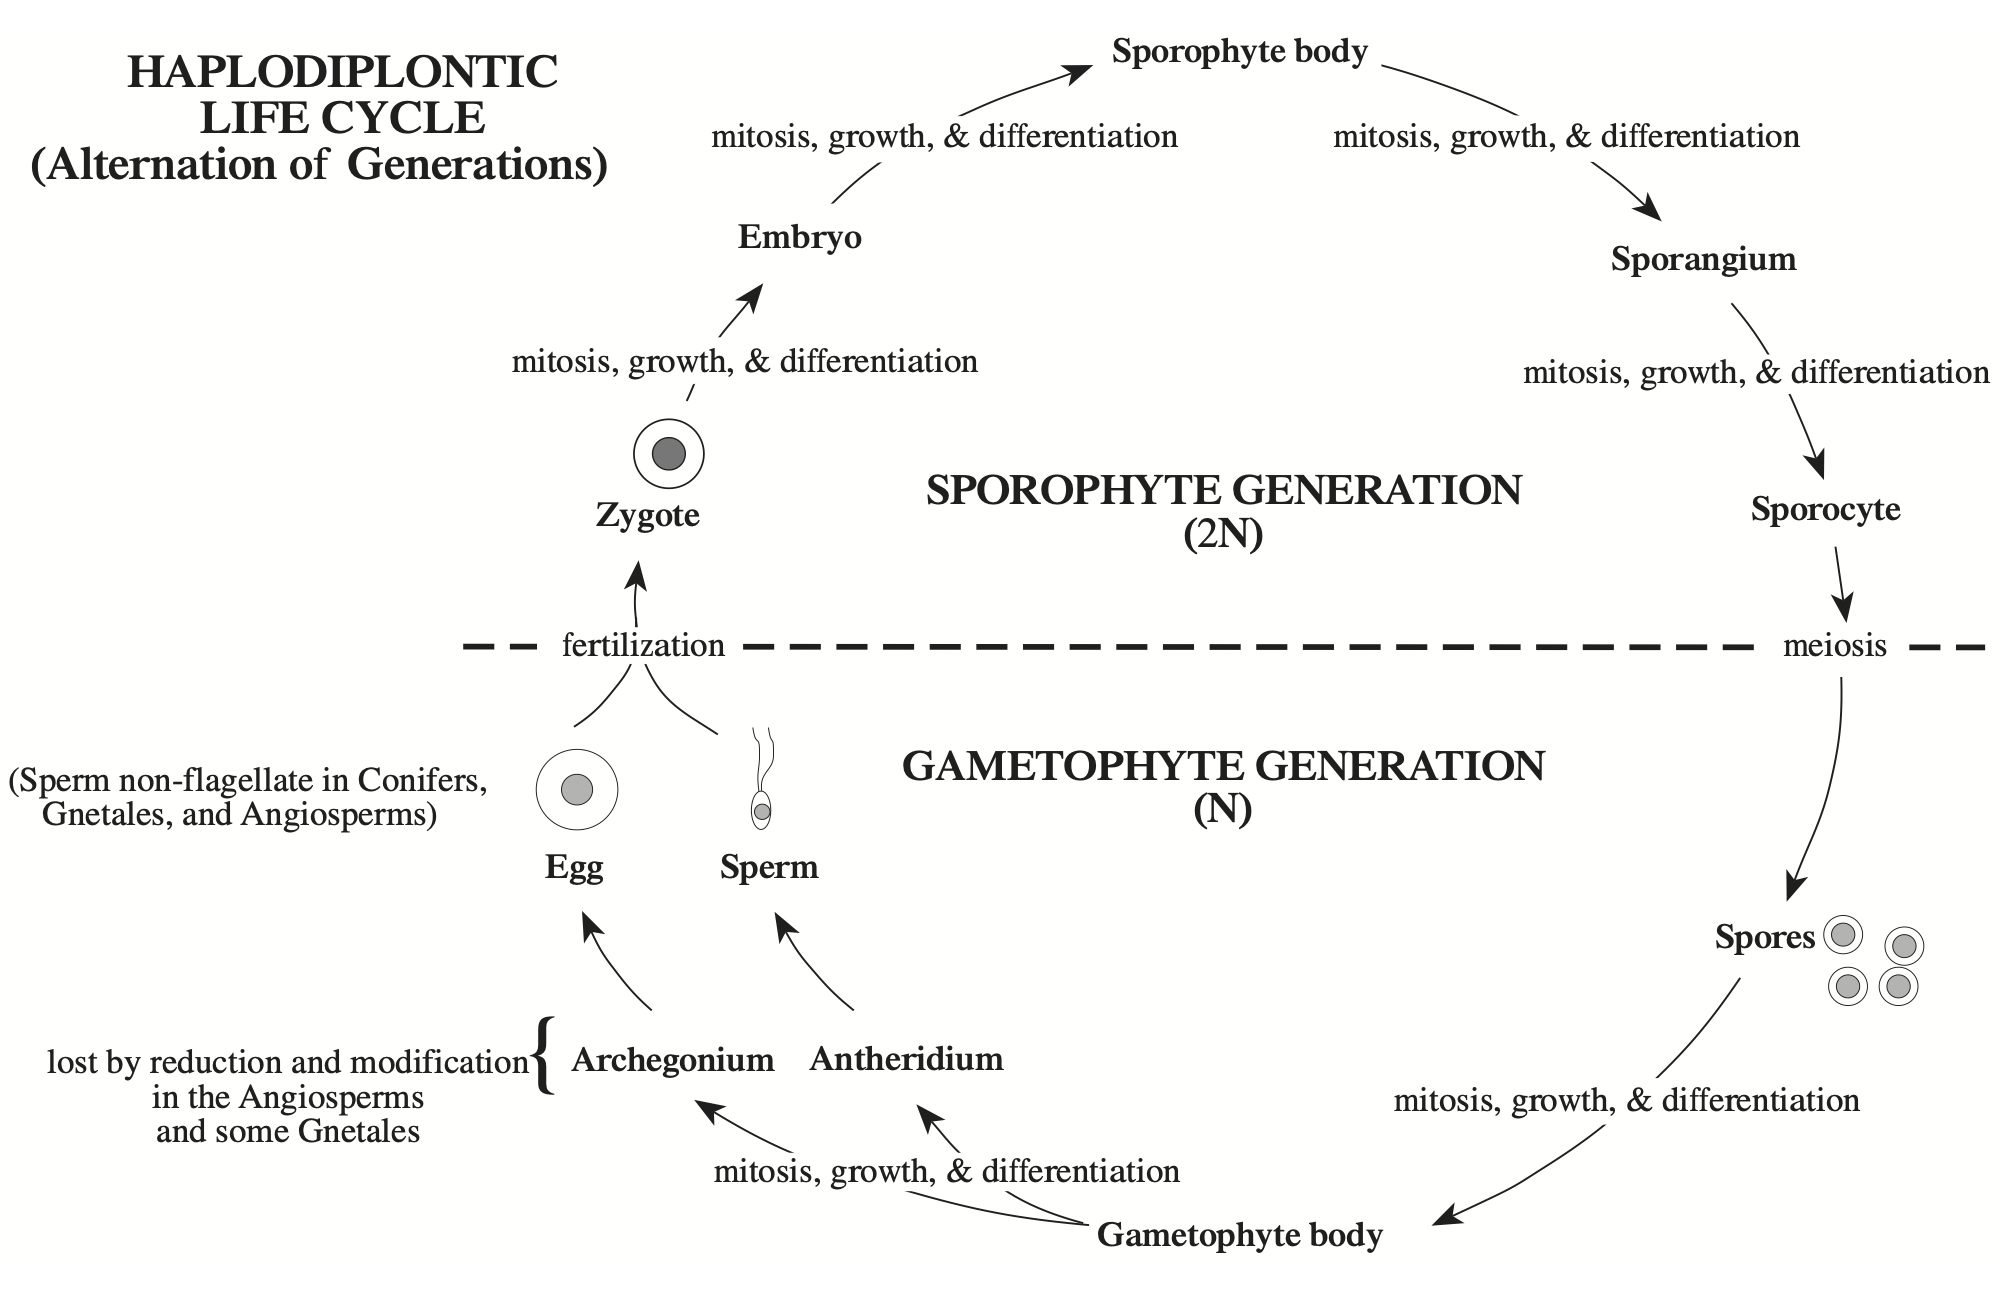 HAPLODIPLONTIC
LIFE CYCLE
(Alternation of Generations)
Sporophyte body
mitosis, growth, & differentiation
mitosis, growth, & differentiation
Embryo
Sporangium
mitosis, growth, & differentiation
mitosis, growth, & differentiation
Zygote
SPOROPHYTE GENERATION
(2N)
Sporocyte
fertilization
meiosis
(Sperm non-flagellate in Conifers,
Gnetales, and Angiosperms)
GAMETOPHYTE GENERATION
(N)
Egg
Sperm
Spores
lost by reduction and modification
in the Angiosperms
and some Gnetales
{
Archegonium
Antheridium
mitosis, growth, & differentiation
mitosis, growth, & differentiation
Gametophyte body